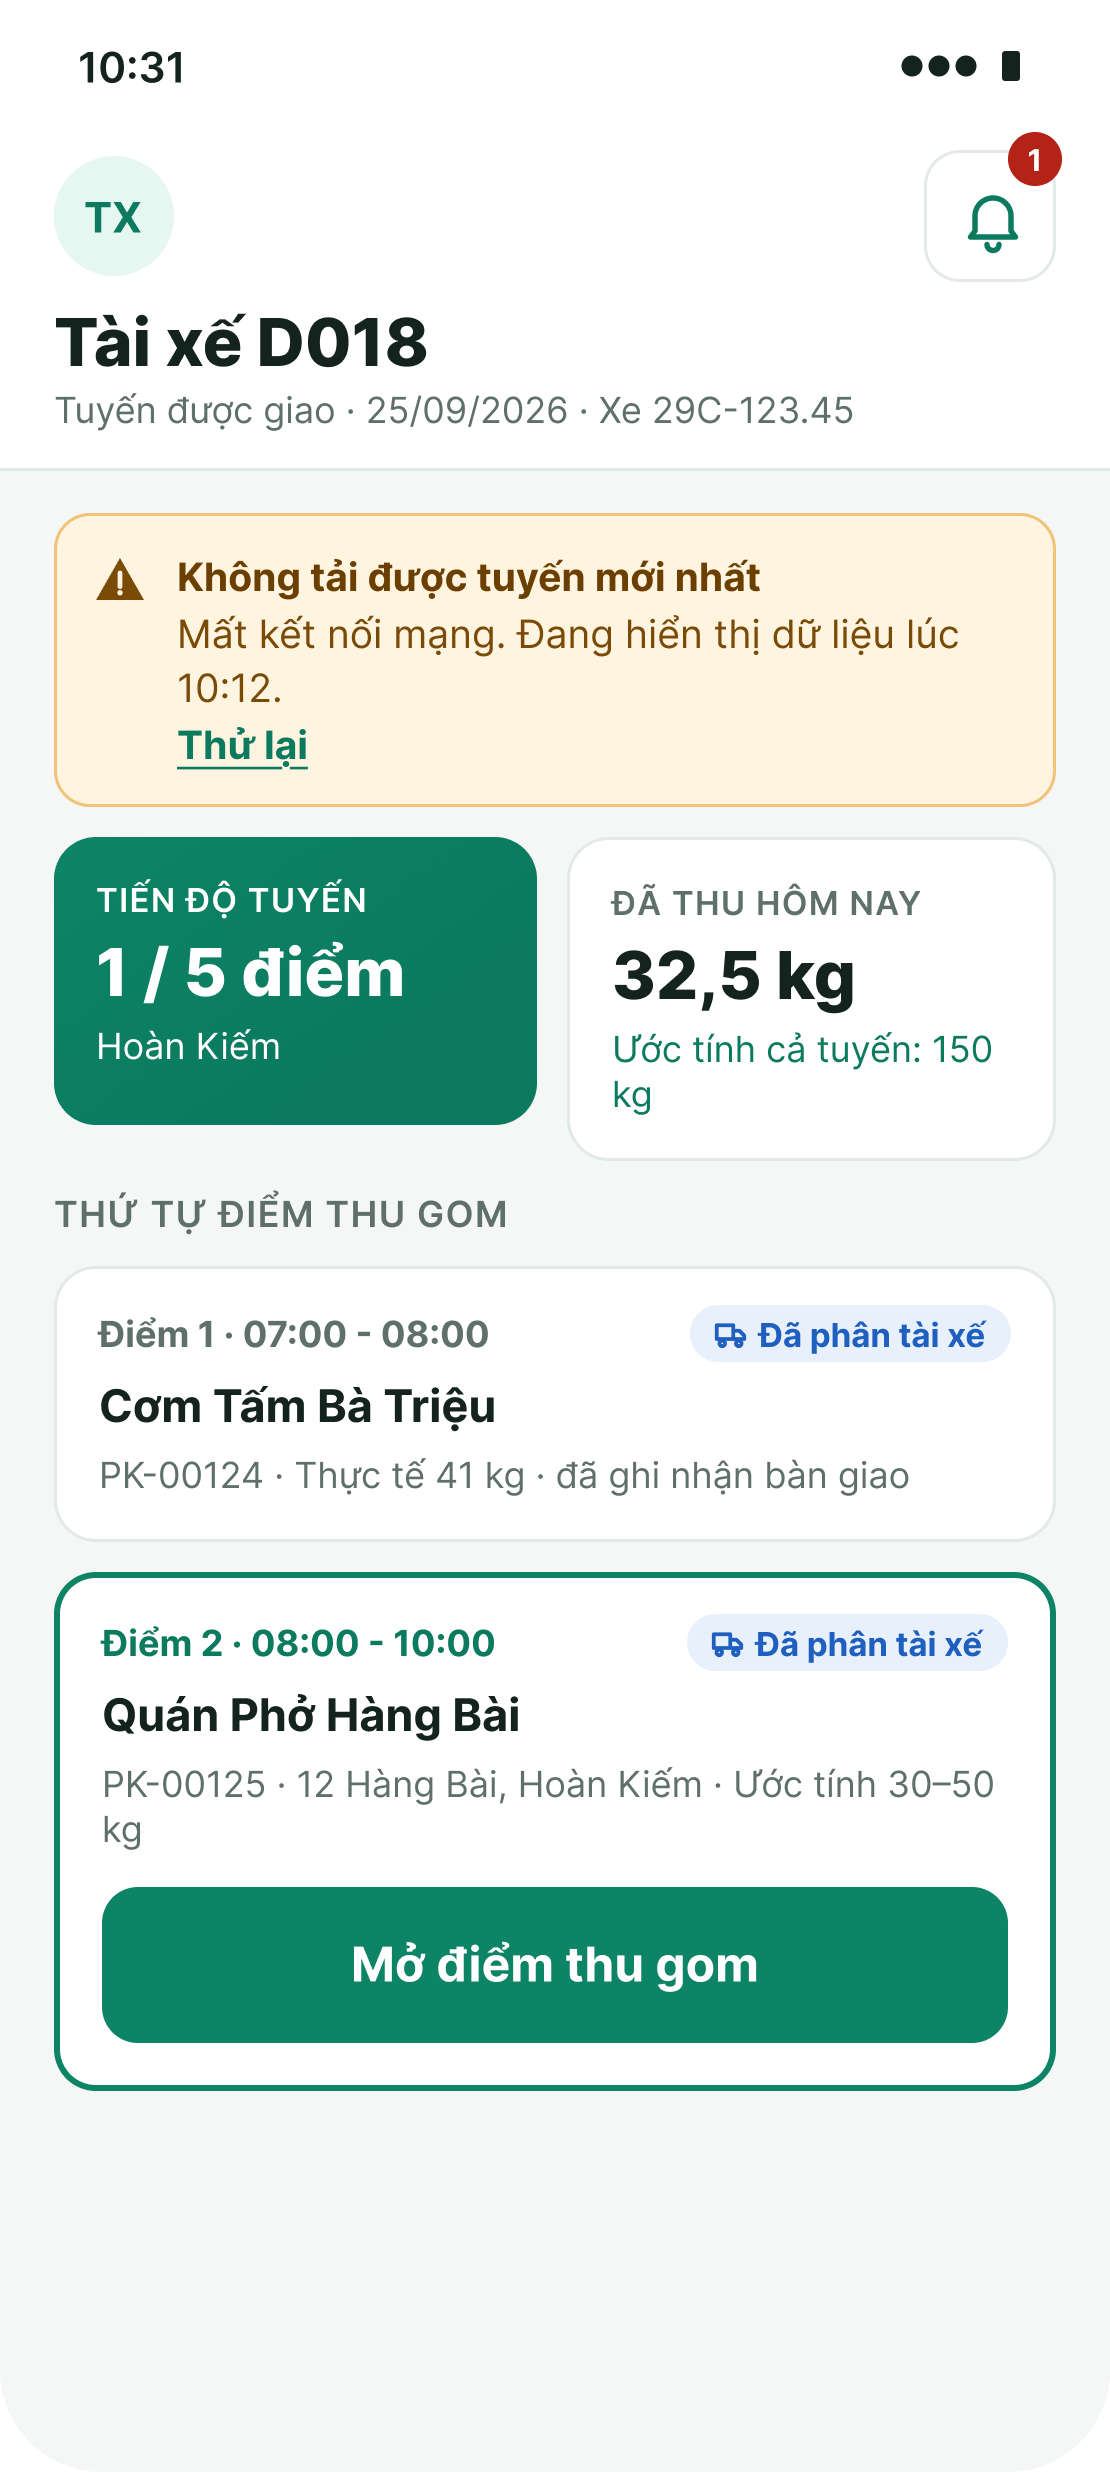 10:31
TX
1
Tài xế D018
Tuyến được giao · 25/09/2026 · Xe 29C-123.45
Không tải được tuyến mới nhất
Mất kết nối mạng. Đang hiển thị dữ liệu lúc
10:12.
Thử lại
TIẾN ĐỘ TUYẾN
1 / 5 điểm
Hoàn Kiếm
ĐÃ THU HÔM NAY
32,5 kg
Ước tính cả tuyến: 150
kg
THỨ TỰ ĐIỂM THU GOM
Điểm 1 · 07:00 - 08:00
Đã phân tài xế
Cơm Tấm Bà Triệu
PK-00124 · Thực tế 41 kg · đã ghi nhận bàn giao
Điểm 2 · 08:00 - 10:00
Đã phân tài xế
Quán Phở Hàng Bài
PK-00125 · 12 Hàng Bài, Hoàn Kiếm · Ước tính 30–50
kg
Mở điểm thu gom